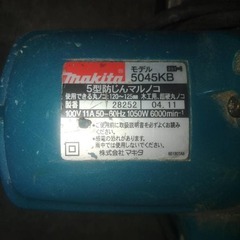 makita モデル 5045KB
5型防じんマルノコ
使用できる丸ノコ 120〜125㎜ 木工用
製番 28252 04.11
100V 11A 50-60Hz 1050W 6000min⁻¹
株式会社マキタ